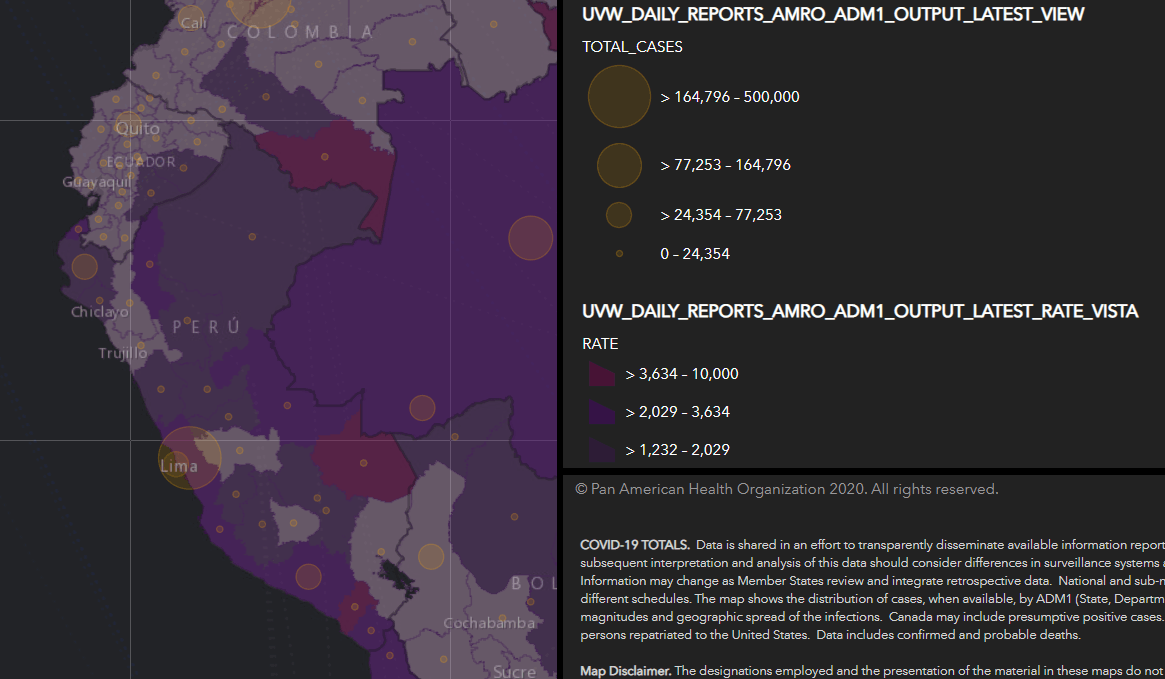 Cali
COLOMBIA
Quito
ECUADOR
Guayaquil
Chiclayo
PERÚ
Trujillo
Lima
BOL
Cochabamba
Sucre
UVW_DAILY_REPORTS_AMRO_ADM1_OUTPUT_LATEST_VIEW
TOTAL_CASES
> 164,796 – 500,000
> 77,253 – 164,796
> 24,354 – 77,253
0 – 24,354
UVW_DAILY_REPORTS_AMRO_ADM1_OUTPUT_LATEST_RATE_VISTA
RATE
> 3,634 – 10,000
> 2,029 – 3,634
> 1,232 – 2,029
© Pan American Health Organization 2020. All rights reserved.
COVID-19 TOTALS. Data is shared in an effort to transparently disseminate available information report
subsequent interpretation and analysis of this data should consider differences in surveillance systems a
Information may change as Member States review and integrate retrospective data. National and sub-n
different schedules. The map shows the distribution of cases, when available, by ADM1 (State, Departm
magnitudes and geographic spread of the infections. Canada may include presumptive positive cases.
persons repatriated to the United States. Data includes confirmed and probable deaths.
Map Disclaimer. The designations employed and the presentation of the material in these maps do not